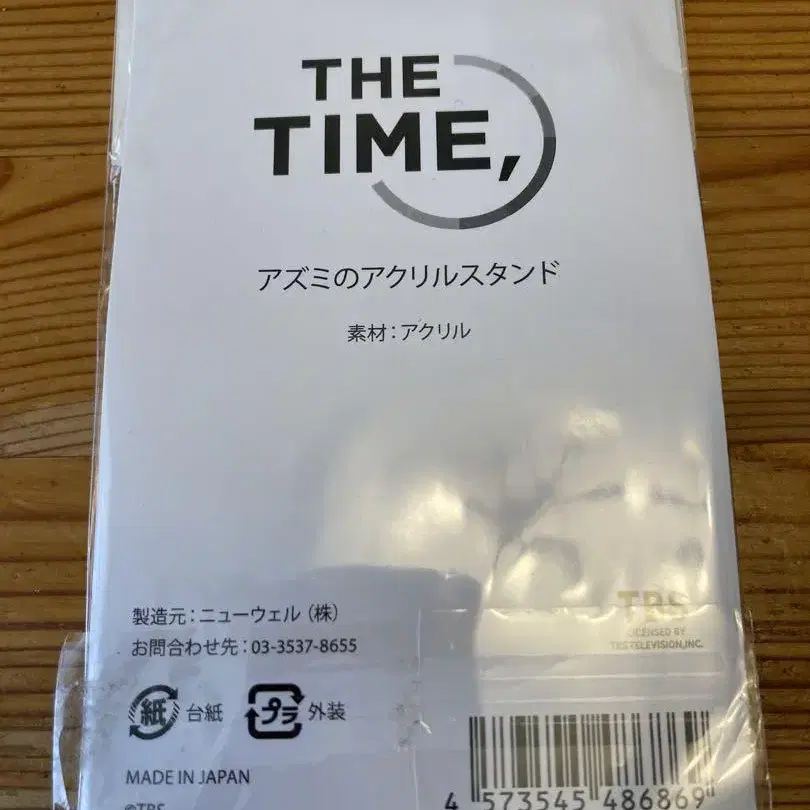 THE
TIME,
アズミのアクリルスタンド
素材：アクリル
製造元：ニューウェル（株）
お問合わせ先：03-3537-8655
TBS
LICENSED BY
TBS TELEVISION, INC.
紙 台紙
プラ 外装
MADE IN JAPAN
©TBS
4 573545 486869